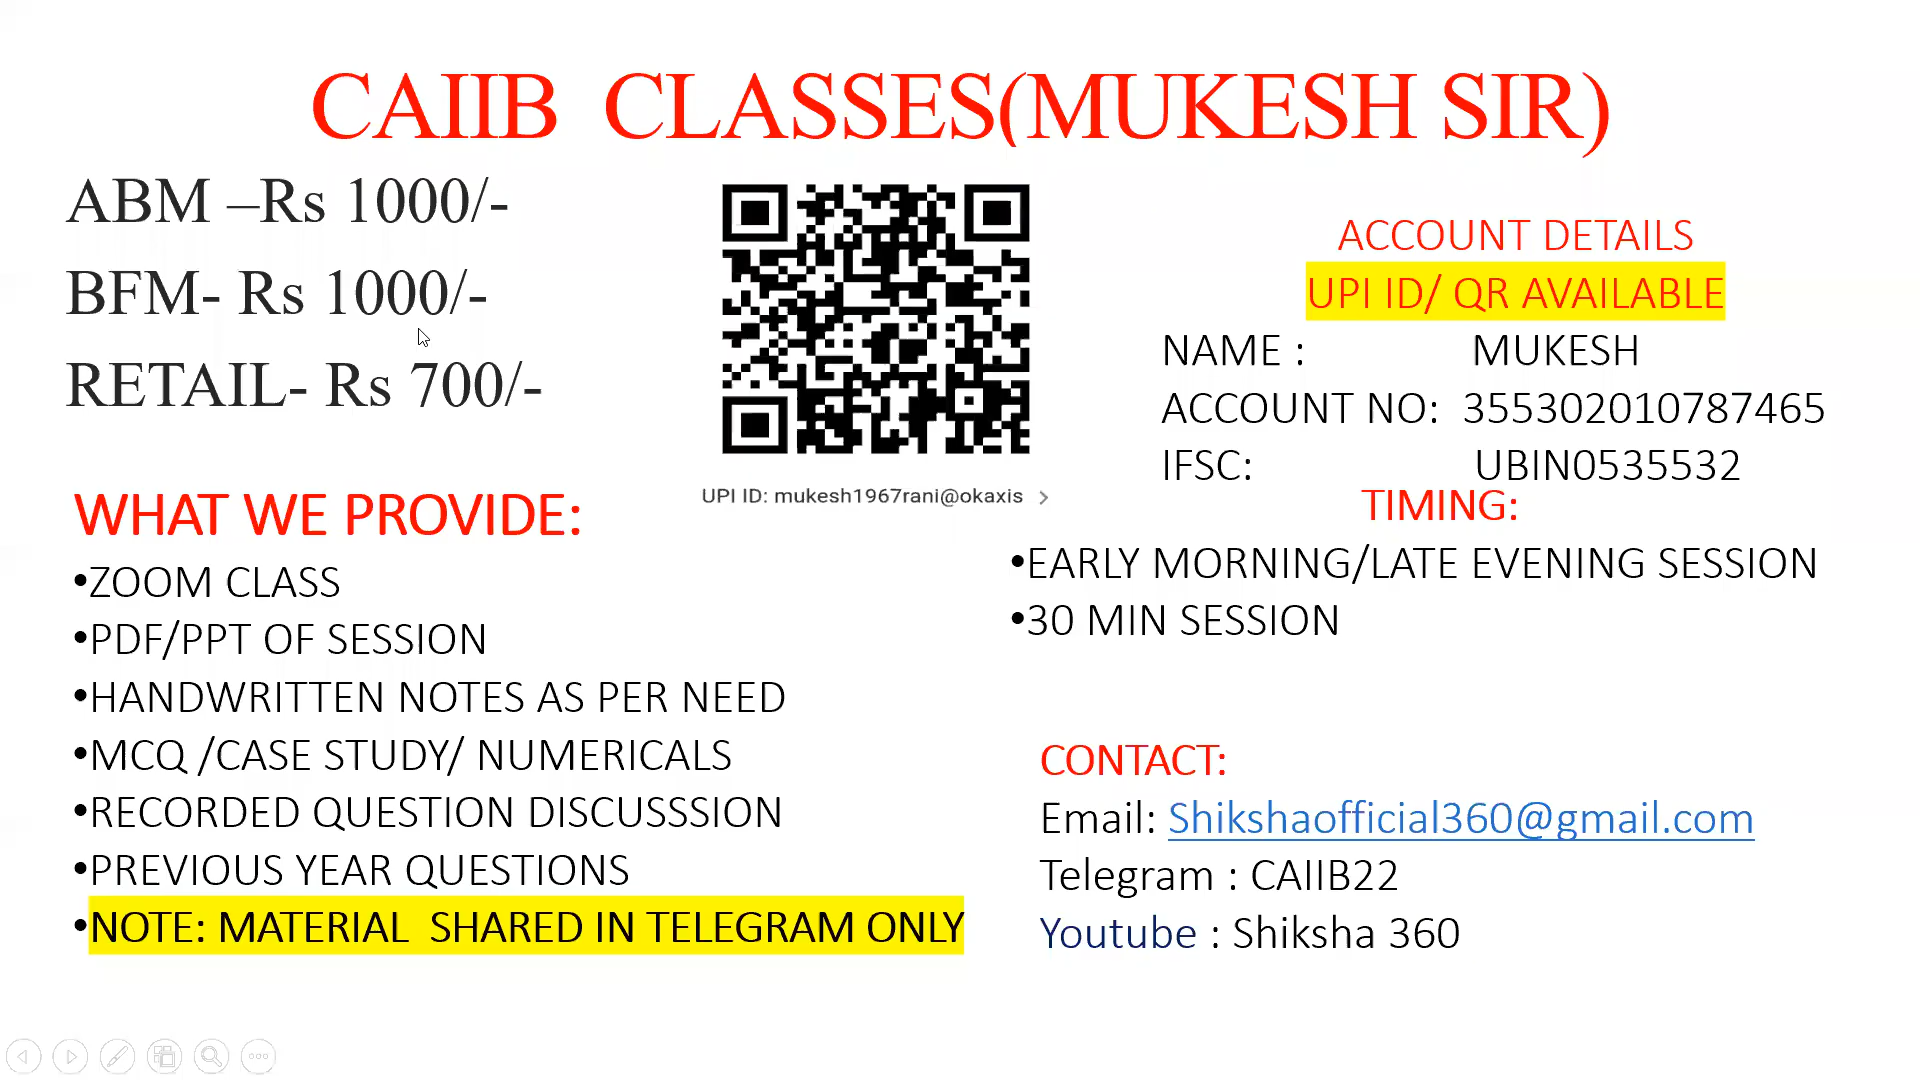 CAIIB CLASSES(MUKESH SIR)
ABM –Rs 1000/-
BFM- Rs 1000/-
RETAIL- Rs 700/-
UPI ID: mukesh1967rani@okaxis
ACCOUNT DETAILS
UPI ID/ QR AVAILABLE
NAME : MUKESH
ACCOUNT NO: 355302010787465
IFSC: UBIN0535532
WHAT WE PROVIDE:
•ZOOM CLASS
•PDF/PPT OF SESSION
•HANDWRITTEN NOTES AS PER NEED
•MCQ /CASE STUDY/ NUMERICALS
•RECORDED QUESTION DISCUSSSION
•PREVIOUS YEAR QUESTIONS
•NOTE: MATERIAL SHARED IN TELEGRAM ONLY
TIMING:
•EARLY MORNING/LATE EVENING SESSION
•30 MIN SESSION
CONTACT:
Email: Shikshaofficial360@gmail.com
Telegram : CAIIB22
Youtube : Shiksha 360